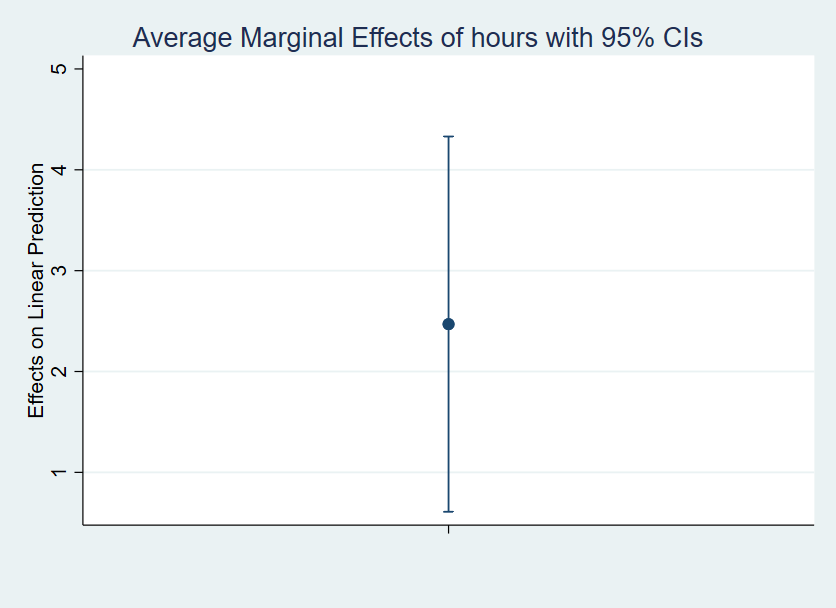 Average Marginal Effects of hours with 95% CIs
Effects on Linear Prediction
5
4
3
2
1